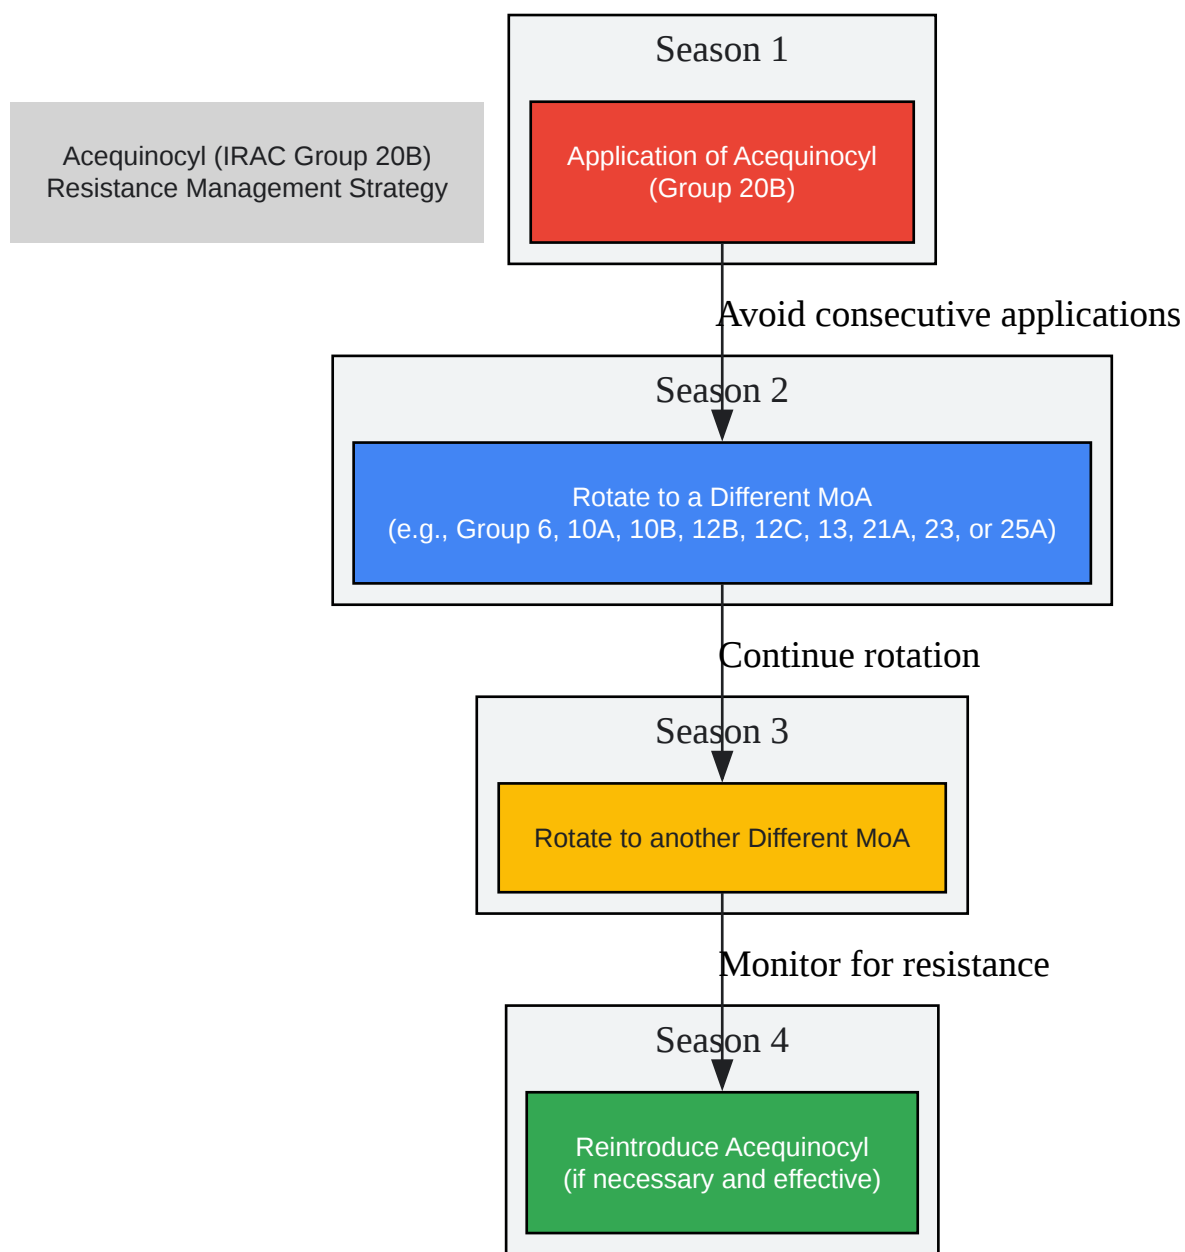 Season 1
Acequinocyl (IRAC Group 20B)
Resistance Management Strategy
Application of Acequinocyl
(Group 20B)
Avoid consecutive applications
Season 2
Rotate to a Different MoA
(e.g., Group 6, 10A, 10B, 12B, 12C, 13, 21A, 23, or 25A)
Continue rotation
Season 3
Rotate to another Different MoA
Monitor for resistance
Season 4
Reintroduce Acequinocyl
(if necessary and effective)